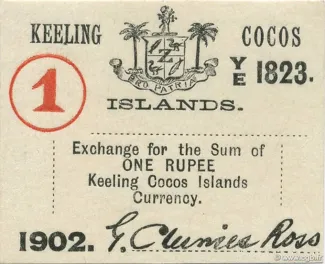 KEELING COCOS
PRO PATRIA
YE 1823.
1
ISLANDS.
Exchange for the Sum of
ONE RUPEE
Keeling Cocos Islands
Currency.
1902. G. Clunies Ross